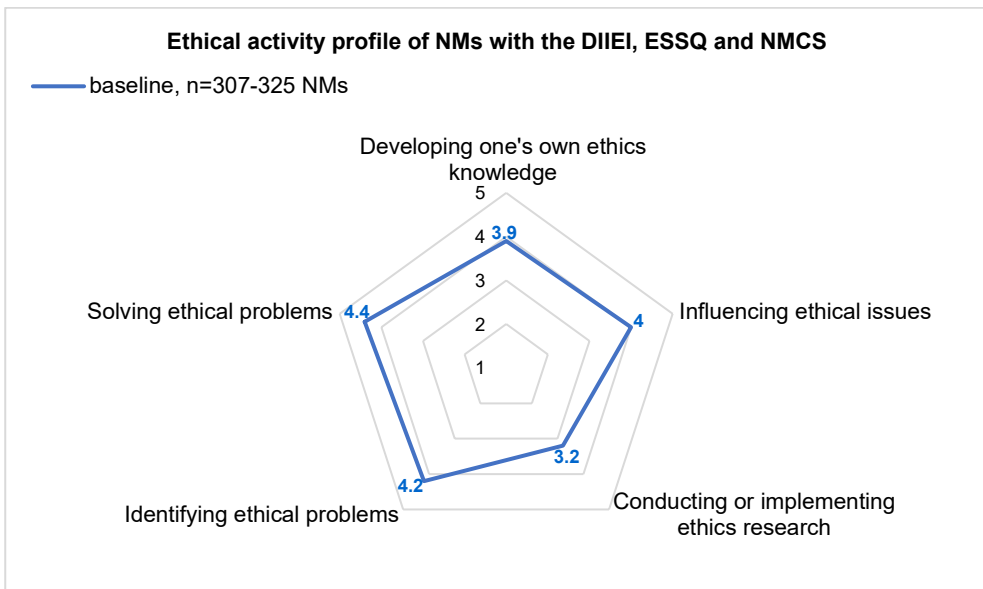 Ethical activity profile of NMs with the DIIEI, ESSQ and NMCS
baseline, n=307-325 NMs
Developing one's own ethics
knowledge
5
3.9
4
3
2
1
Solving ethical problems
4.4
4
Influencing ethical issues
3.2
4.2
Identifying ethical problems
Conducting or implementing
ethics research